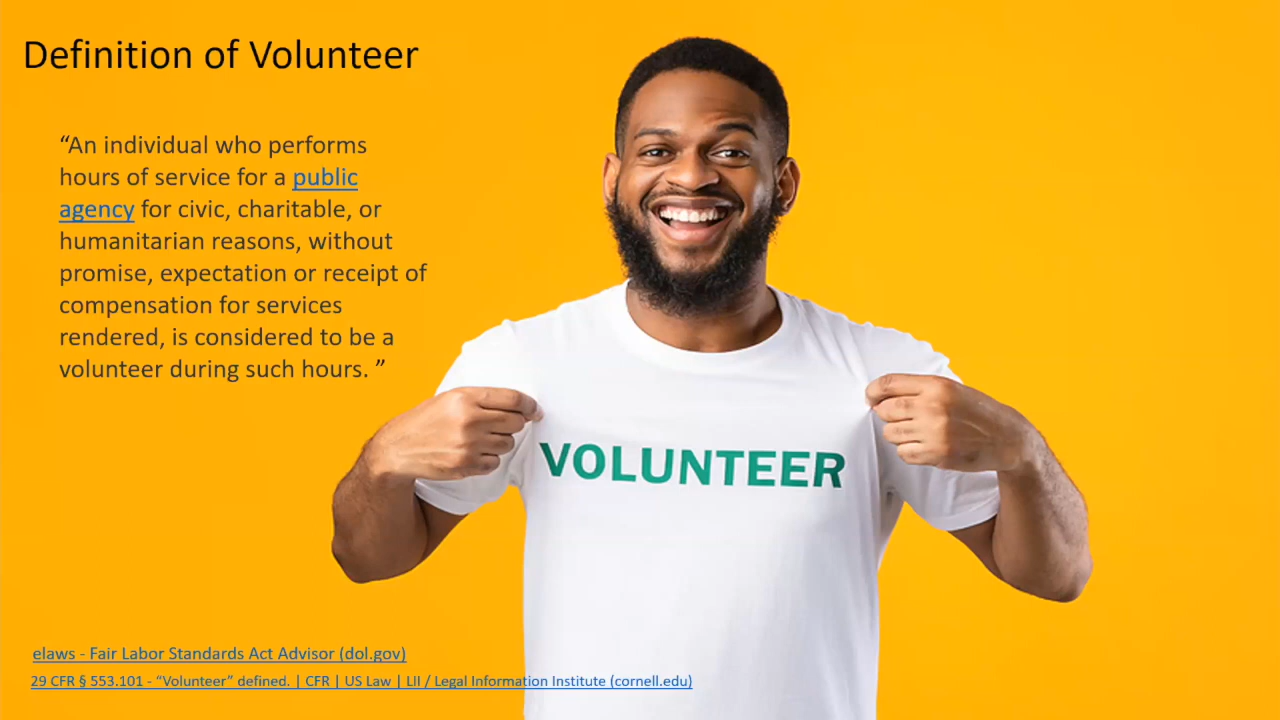 Definition of Volunteer
“An individual who performs
hours of service for a public
agency for civic, charitable, or
humanitarian reasons, without
promise, expectation or receipt of
compensation for services
rendered, is considered to be a
volunteer during such hours. ”
VOLUNTEER
elaws - Fair Labor Standards Act Advisor (dol.gov)
29 CFR § 553.101 - “Volunteer” defined. | CFR | US Law | LII / Legal Information Institute (cornell.edu)